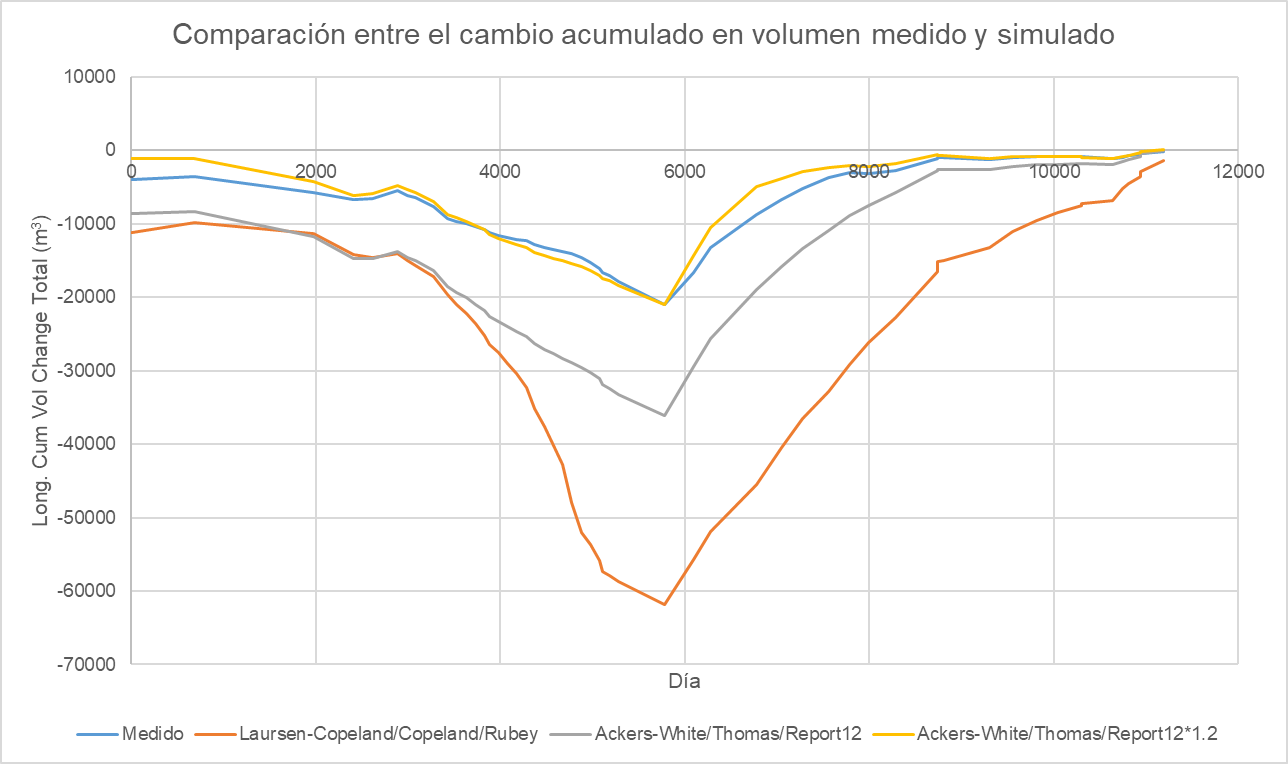 Comparación entre el cambio acumulado en volumen medido y simulado
10000
0
0 2000 4000 6000 8000 10000 12000
-10000
-20000
-30000
-40000
-50000
-60000
-70000
Long. Cum Vol Change Total (m³)
Día
Medido Laursen-Copeland/Copeland/Rubey Ackers-White/Thomas/Report12 Ackers-White/Thomas/Report12*1.2